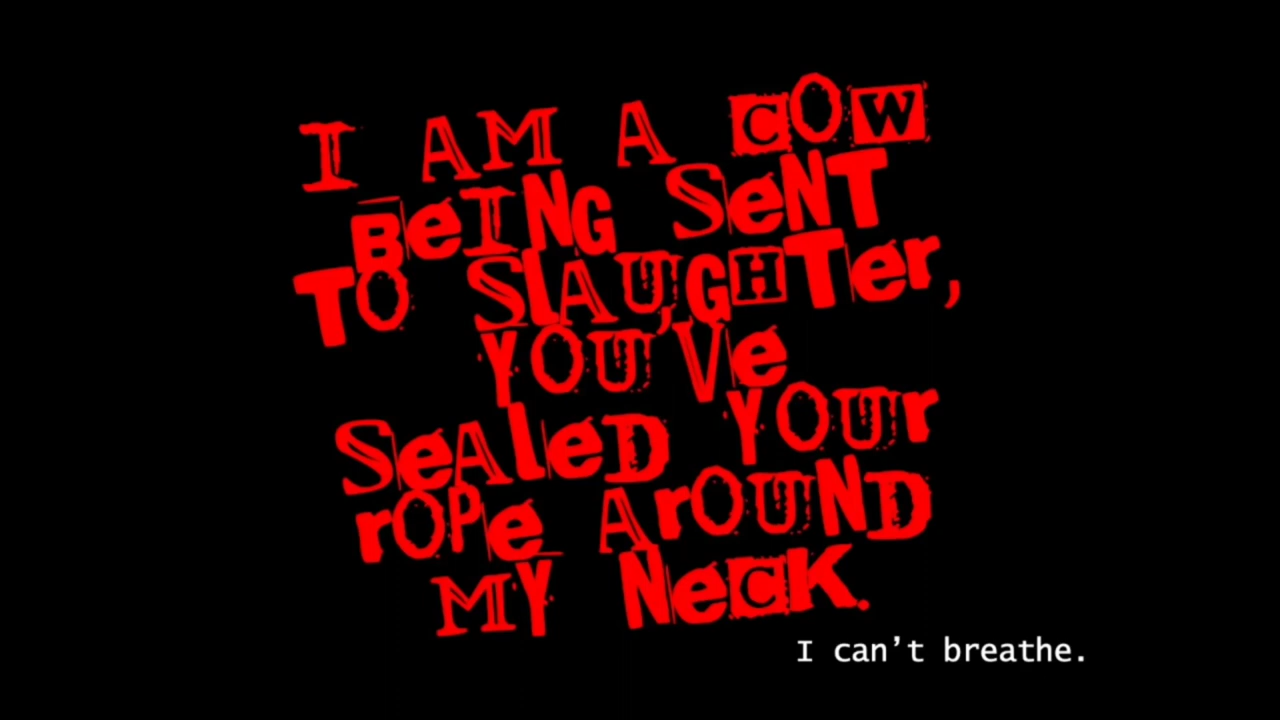 I AM A COW
BeING SeNT
TO SlAUGHTer,
YOU'Ve
SeAleD YOUr
rOPe ArOUND
MY NeCK.
I can't breathe.